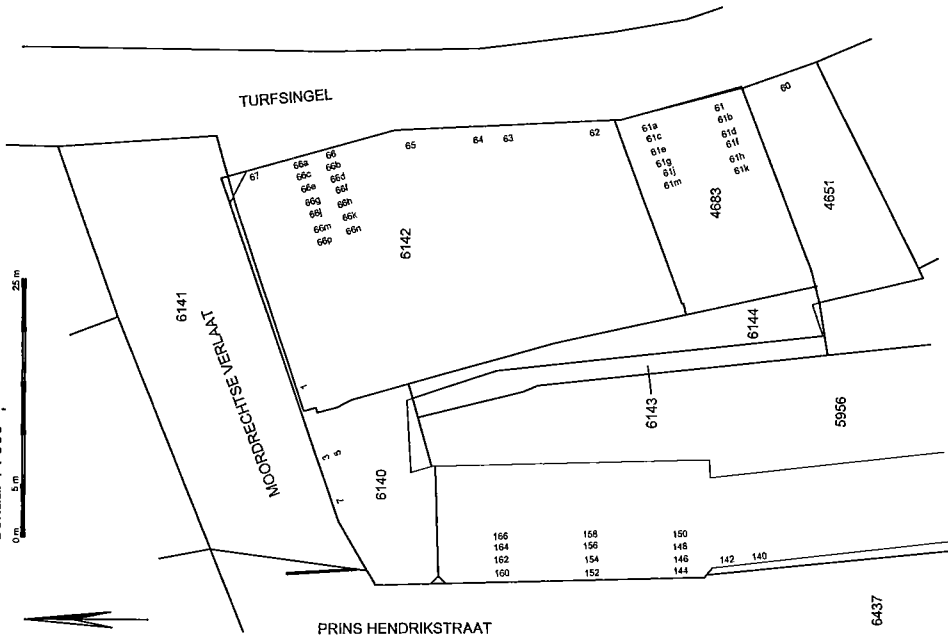 TURFSINGEL
60
61
61a
61b
61c
61d
61e
61f
61g
61h
61j
61k
61m
62
63
64
65
66
66a
66b
66c
66d
66e
66f
66g
66h
66j
66k
66m
66n
66p
67
4683
4651
6142
6141
MOORDRECHTSE VERLAAT
25 m
5 m
0 m
6144
1
6143
5956
3
5
7
6140
166 158 150
164 156 148
162 154 146 142 140
160 152 144
6437
PRINS HENDRIKSTRAAT